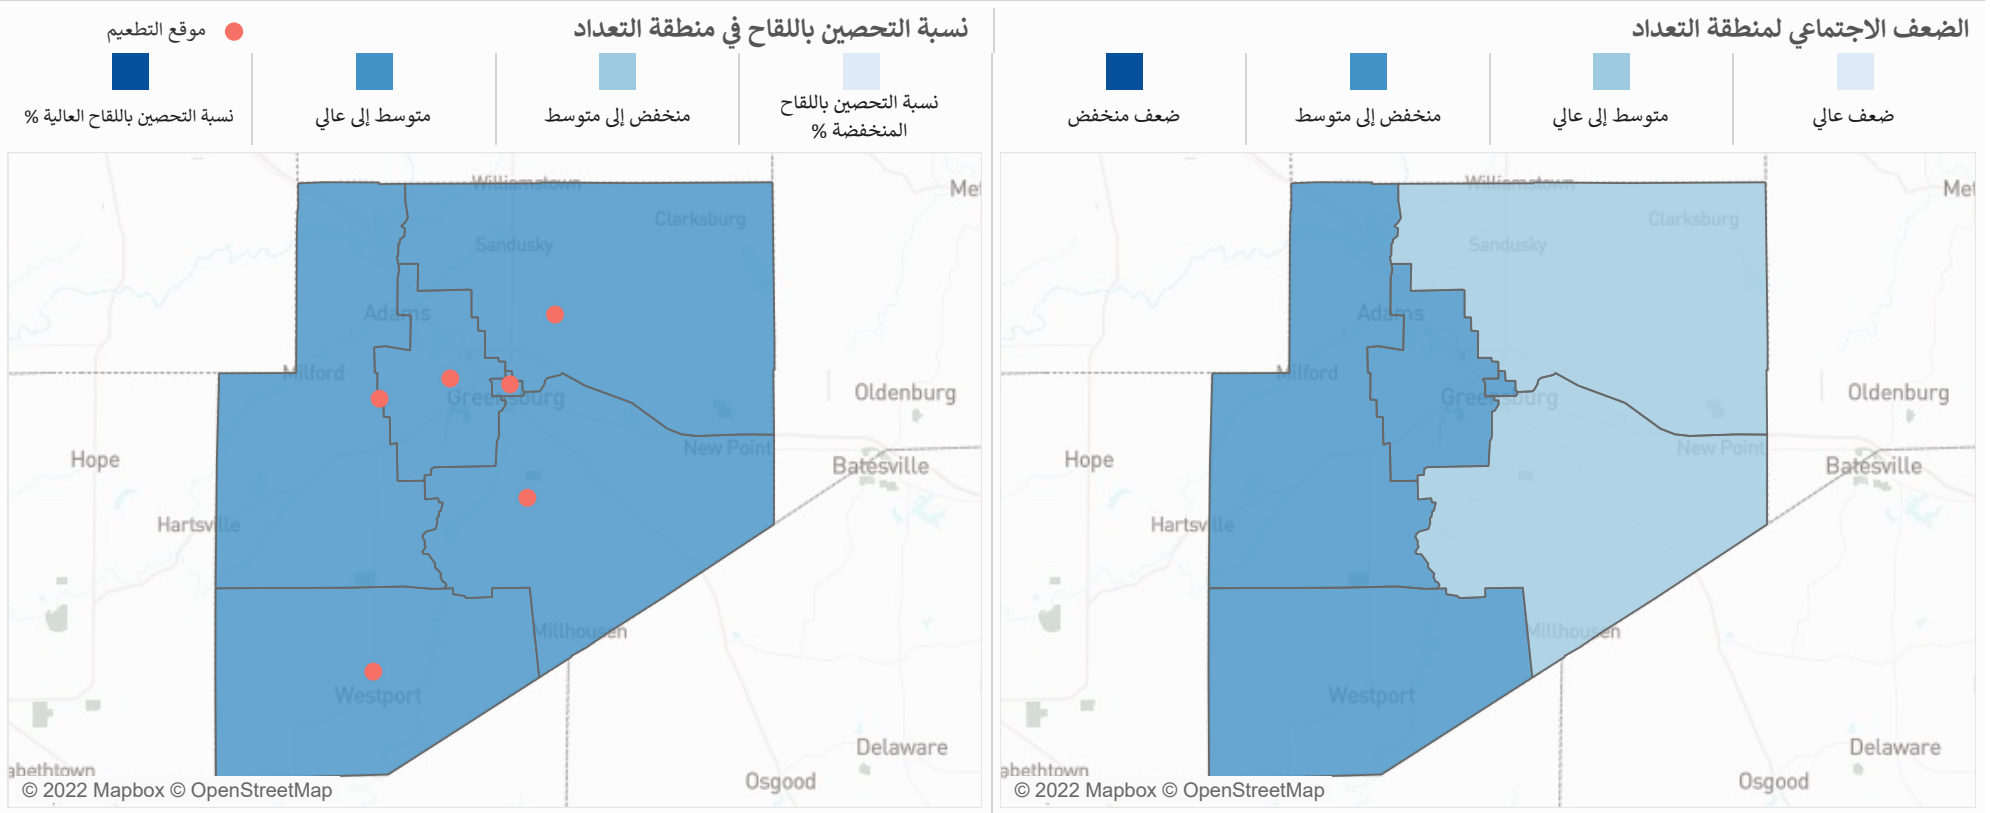 الضعف الاجتماعي لمنطقة التعداد
ضعف عالي
متوسط إلى عالي
منخفض إلى متوسط
ضعف منخفض
Williamstown
Clarksburg
Sandusky
Adams
Milford
Greensburg
Oldenburg
New Point
Hope
Batesville
Hartsville
Millhousen
Westport
Delaware
Osgood
abethtown
© 2022 Mapbox © OpenStreetMap
نسبة التحصين باللقاح في منطقة التعداد
موقع التطعيم
نسبة التحصين باللقاح
المنخفضة %
منخفض إلى متوسط
متوسط إلى عالي
نسبة التحصين باللقاح العالية %
Williamstown
Clarksburg
Sandusky
Adams
Milford
Greensburg
Oldenburg
New Point
Hope
Batesville
Hartsville
Millhousen
Westport
Delaware
Osgood
abethtown
© 2022 Mapbox © OpenStreetMap